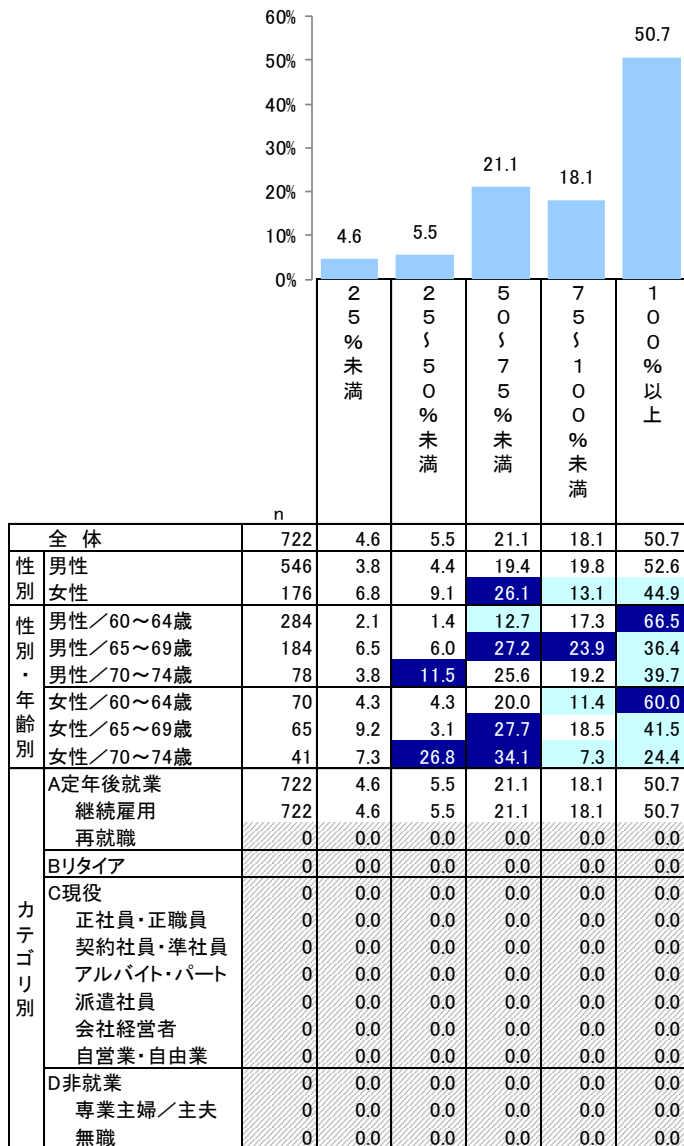 60%
50%
40%
30%
20%
10%
0%
4.6
5.5
21.1
18.1
50.7
25%未満
25〜50%未満
50〜75%未満
75〜100%未満
100%以上
n
全 体 722 4.6 5.5 21.1 18.1 50.7
性別
男性 546 3.8 4.4 19.4 19.8 52.6
女性 176 6.8 9.1 26.1 13.1 44.9
性別・年齢別
男性/60〜64歳 284 2.1 1.4 12.7 17.3 66.5
男性/65〜69歳 184 6.5 6.0 27.2 23.9 36.4
男性/70〜74歳 78 3.8 11.5 25.6 19.2 39.7
女性/60〜64歳 70 4.3 4.3 20.0 11.4 60.0
女性/65〜69歳 65 9.2 3.1 27.7 18.5 41.5
女性/70〜74歳 41 7.3 26.8 34.1 7.3 24.4
カテゴリ別
A定年後就業 722 4.6 5.5 21.1 18.1 50.7
継続雇用 722 4.6 5.5 21.1 18.1 50.7
再就職 0 0.0 0.0 0.0 0.0 0.0
Bリタイア 0 0.0 0.0 0.0 0.0 0.0
C現役 0 0.0 0.0 0.0 0.0 0.0
正社員・正職員 0 0.0 0.0 0.0 0.0 0.0
契約社員・準社員 0 0.0 0.0 0.0 0.0 0.0
アルバイト・パート 0 0.0 0.0 0.0 0.0 0.0
派遣社員 0 0.0 0.0 0.0 0.0 0.0
会社経営者 0 0.0 0.0 0.0 0.0 0.0
自営業・自由業 0 0.0 0.0 0.0 0.0 0.0
D非就業 0 0.0 0.0 0.0 0.0 0.0
専業主婦/主夫 0 0.0 0.0 0.0 0.0 0.0
無職 0 0.0 0.0 0.0 0.0 0.0